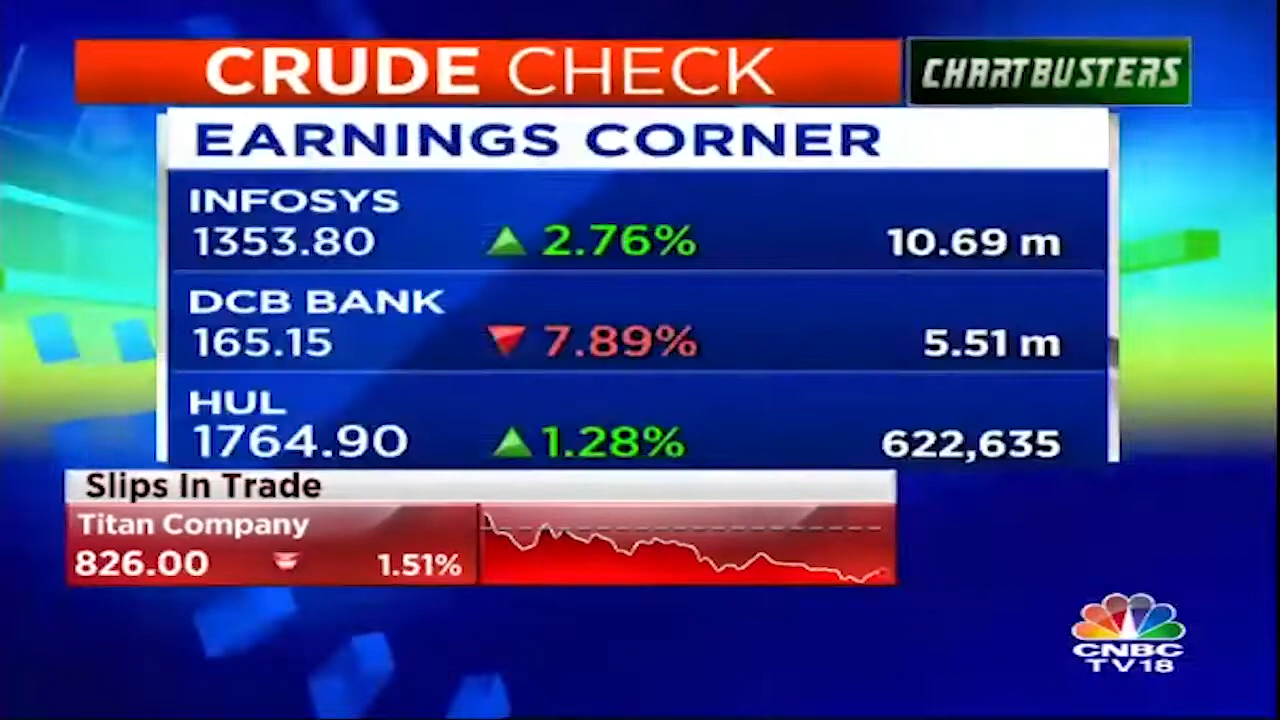 CRUDE CHECK
CHARTBUSTERS
EARNINGS CORNER
INFOSYS
1353.80 2.76% 10.69 m
DCB BANK
165.15 7.89% 5.51 m
HUL
1764.90 1.28% 622,635
Slips In Trade
Titan Company
826.00 1.51%
CNBC
TV18